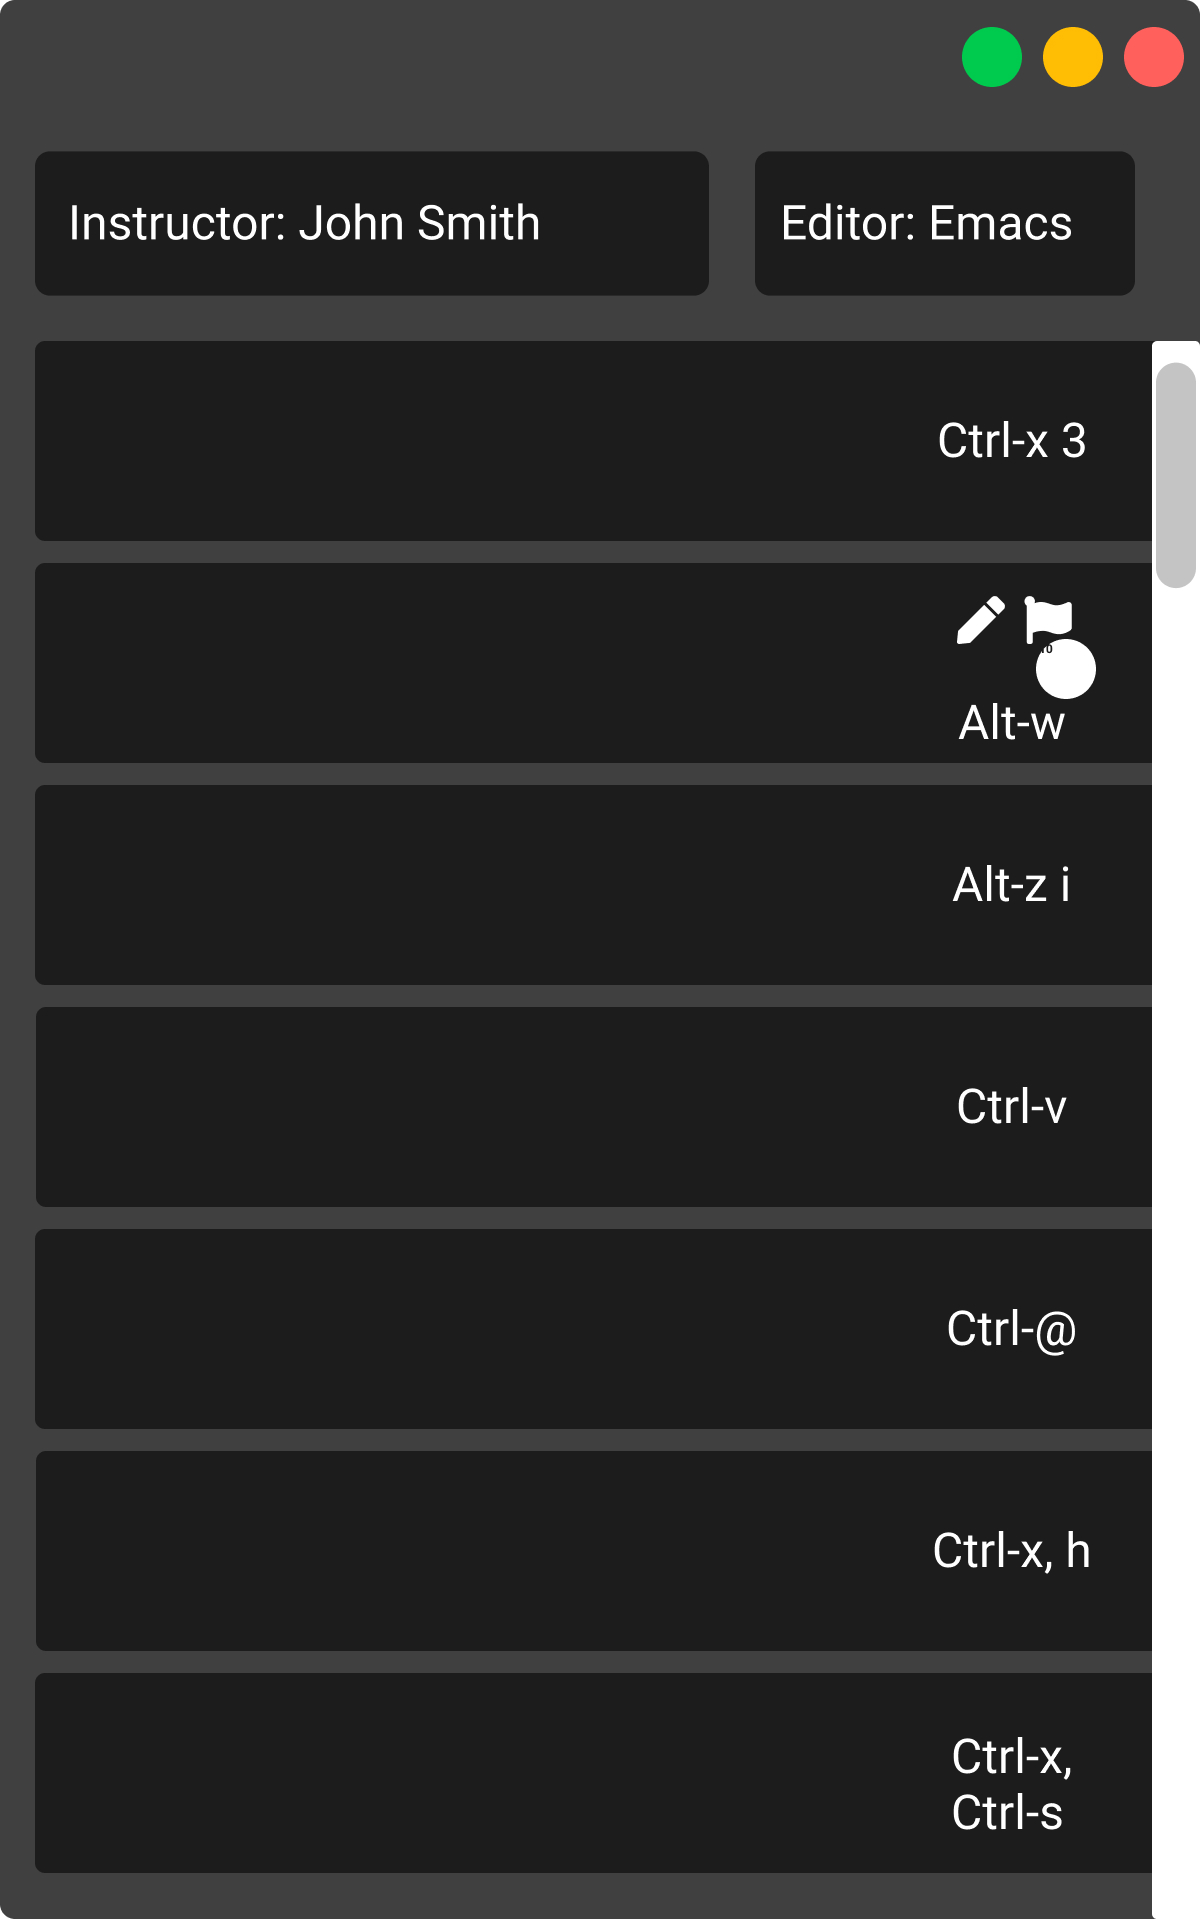 Instructor: John Smith
Editor: Emacs
Ctrl-x 3
Alt-w
Alt-z i
Ctrl-v
Ctrl-@
Ctrl-x, h
Ctrl-x,
Ctrl-s